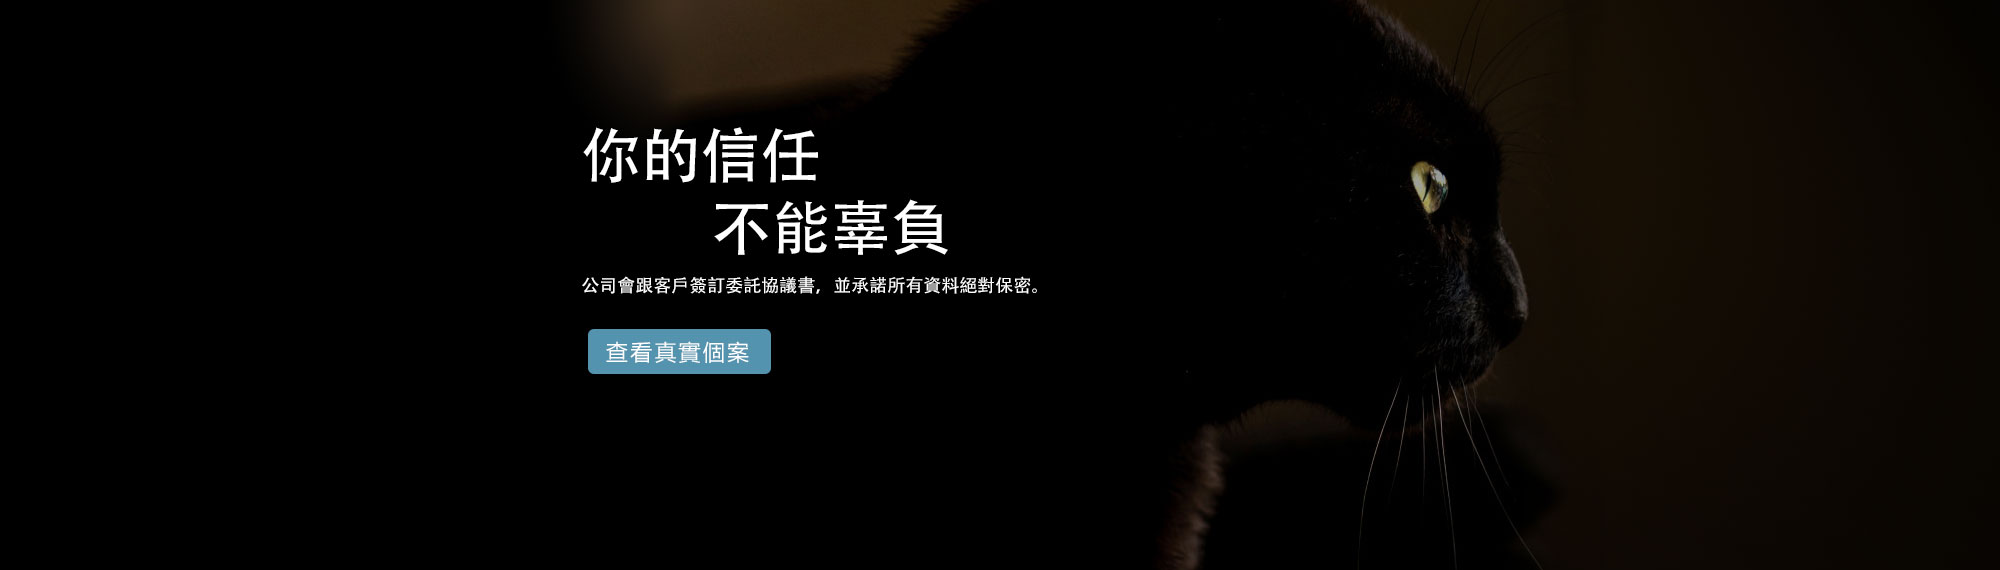 你的信任
不能辜負
公司會跟客戶簽訂委託協議書，並承諾所有資料絕對保密。
查看真實個案